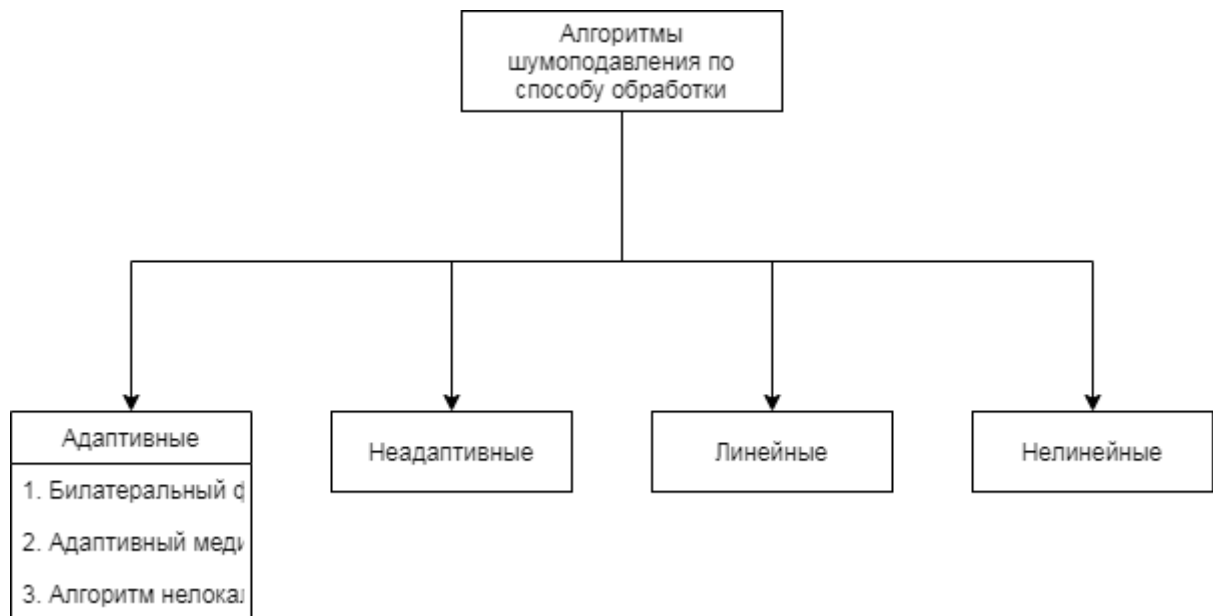 Алгоритмы
шумоподавления по
способу обработки
Адаптивные
Неадаптивные
Линейные
Нелинейные
1. Билатеральный
2. Адаптивный
3. Алгоритм